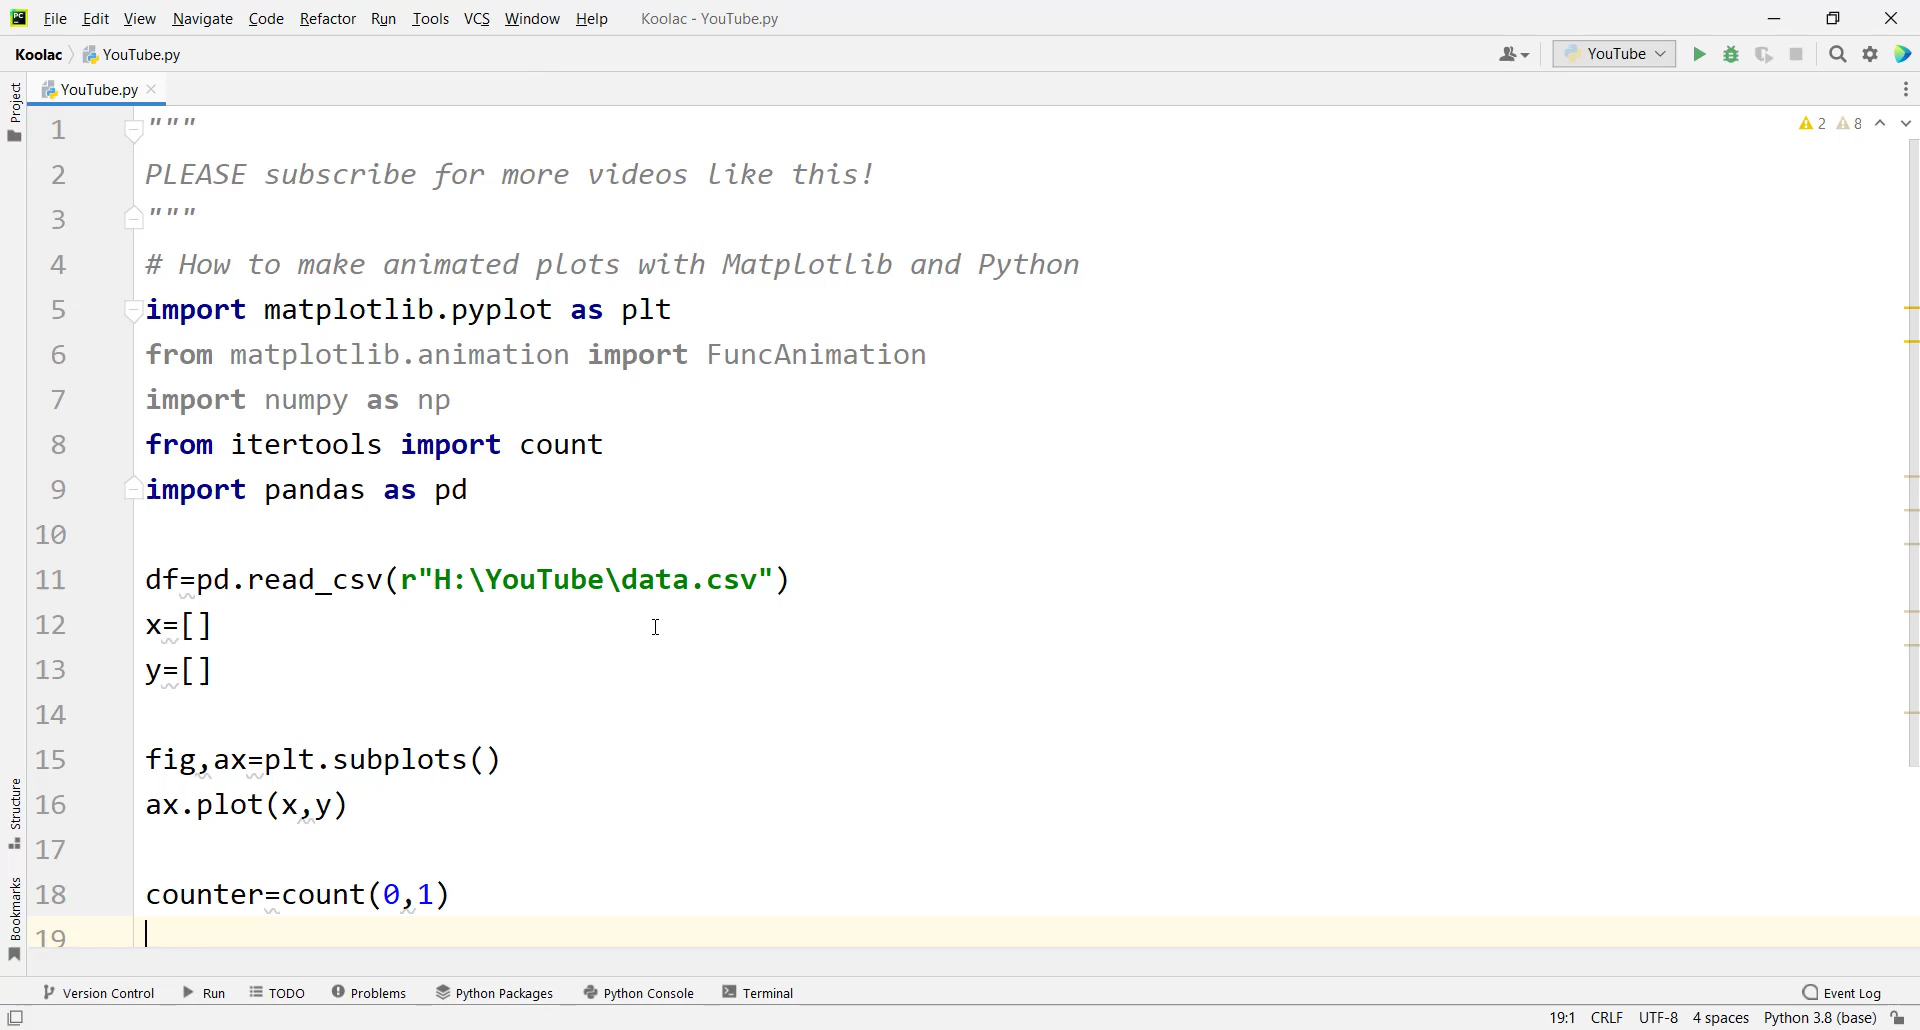 PC File Edit View Navigate Code Refactor Run Tools VCS Window Help Koolac - YouTube.py
Koolac YouTube.py YouTube
Project YouTube.py
2 8
1 """
2 PLEASE subscribe for more videos like this!
3 """
4 # How to make animated plots with Matplotlib and Python
5 import matplotlib.pyplot as plt
6 from matplotlib.animation import FuncAnimation
7 import numpy as np
8 from itertools import count
9 import pandas as pd
10
11 df=pd.read_csv(r"H:\YouTube\data.csv")
12 x=[]
13 y=[]
14
15 fig,ax=plt.subplots()
16 ax.plot(x,y)
17
18 counter=count(0,1)
19
Structure
Bookmarks
Version Control Run TODO Problems Python Packages Python Console Terminal Event Log
19:1 CRLF UTF-8 4 spaces Python 3.8 (base)